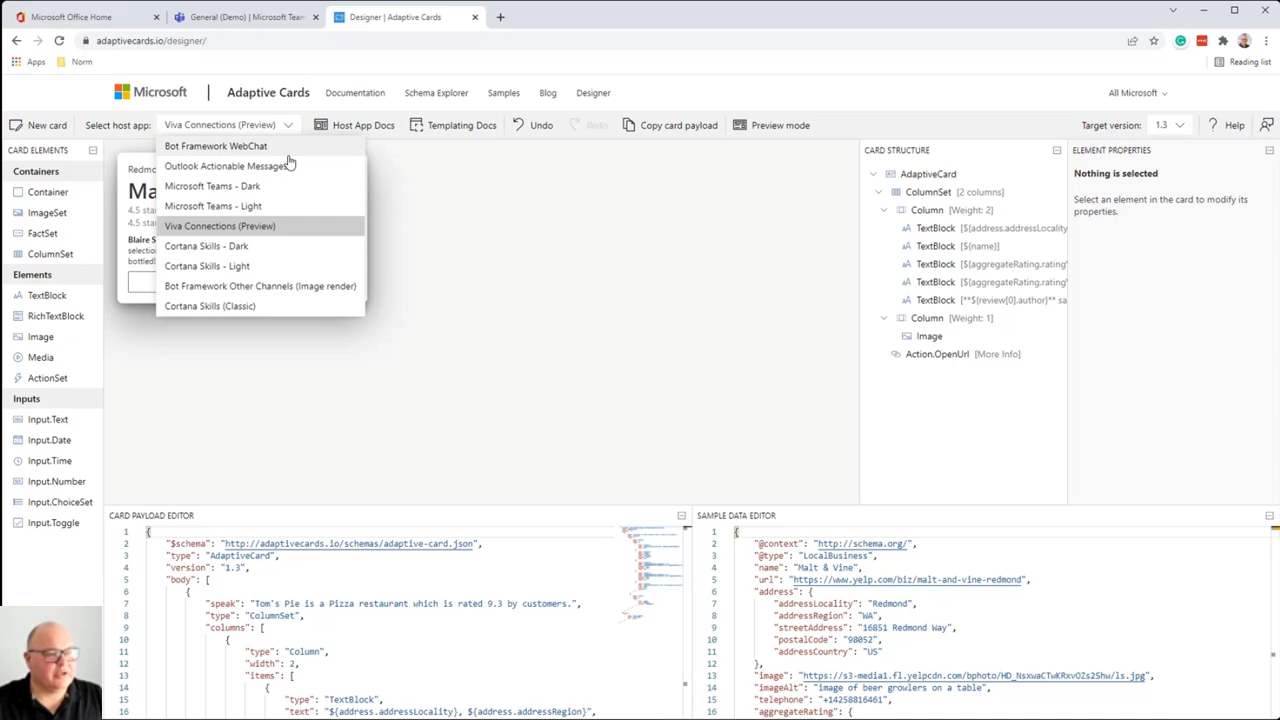 Microsoft Office Home
General (Demo) | Microsoft Team
Designer | Adaptive Cards
adaptivecards.io/designer/
Apps
Norm
Reading list
Microsoft
Adaptive Cards
Documentation
Schema Explorer
Samples
Blog
Designer
All Microsoft
New card
Select host app:
Viva Connections (Preview)
Host App Docs
Templating Docs
Undo
Redo
Copy card payload
Preview mode
Target version:
1.3
Help
CARD ELEMENTS
Containers
Container
ImageSet
FactSet
ColumnSet
Elements
TextBlock
RichTextBlock
Image
Media
ActionSet
Inputs
Input.Text
Input.Date
Input.Time
Input.Number
Input.ChoiceSet
Input.Toggle
Redmo
Ma
4.5 star
4.5 star
Blaire S
selection
bottled!
Bot Framework WebChat
Outlook Actionable Messages
Microsoft Teams - Dark
Microsoft Teams - Light
Viva Connections (Preview)
Cortana Skills - Dark
Cortana Skills - Light
Bot Framework Other Channels (Image render)
Cortana Skills (Classic)
CARD STRUCTURE
AdaptiveCard
ColumnSet [2 columns]
Column [Weight: 2]
TextBlock [${address.addressLocality
TextBlock [${name}]
TextBlock [${aggregateRating.rating
TextBlock [${aggregateRating.rating
TextBlock [**${review[0].author}** sa
Column [Weight: 1]
Image
Action.OpenUrl [More Info]
ELEMENT PROPERTIES
Nothing is selected
Select an element in the card to modify its
properties.
CARD PAYLOAD EDITOR
1 {
2 "$schema": "http://adaptivecards.io/schemas/adaptive-card.json",
3 "type": "AdaptiveCard",
4 "version": "1.3",
5 "body": [
6 {
7 "speak": "Tom's Pie is a Pizza restaurant which is rated 9.3 by customers.",
8 "type": "ColumnSet",
9 "columns": [
10 {
11 "type": "Column",
12 "width": 2,
13 "items": [
14 {
15 "type": "TextBlock",
16 "text": "${address.addressLocality}, ${address.addressRegion}",
SAMPLE DATA EDITOR
1 {
2 "@context": "http://schema.org/",
3 "@type": "LocalBusiness",
4 "name": "Malt & Vine",
5 "url": "https://www.yelp.com/biz/malt-and-vine-redmond",
6 "address": {
7 "addressLocality": "Redmond",
8 "addressRegion": "WA",
9 "streetAddress": "16851 Redmond Way",
10 "postalCode": "98052",
11 "addressCountry": "US"
12 },
13 "image": "https://s3-media1.fl.yelpcdn.com/bphoto/HD_NsxwaCTwKRxvOZs2Shw/ls.jpg",
14 "imageAlt": "image of beer growlers on a table",
15 "telephone": "+14258816461",
16 "aggregateRating": {